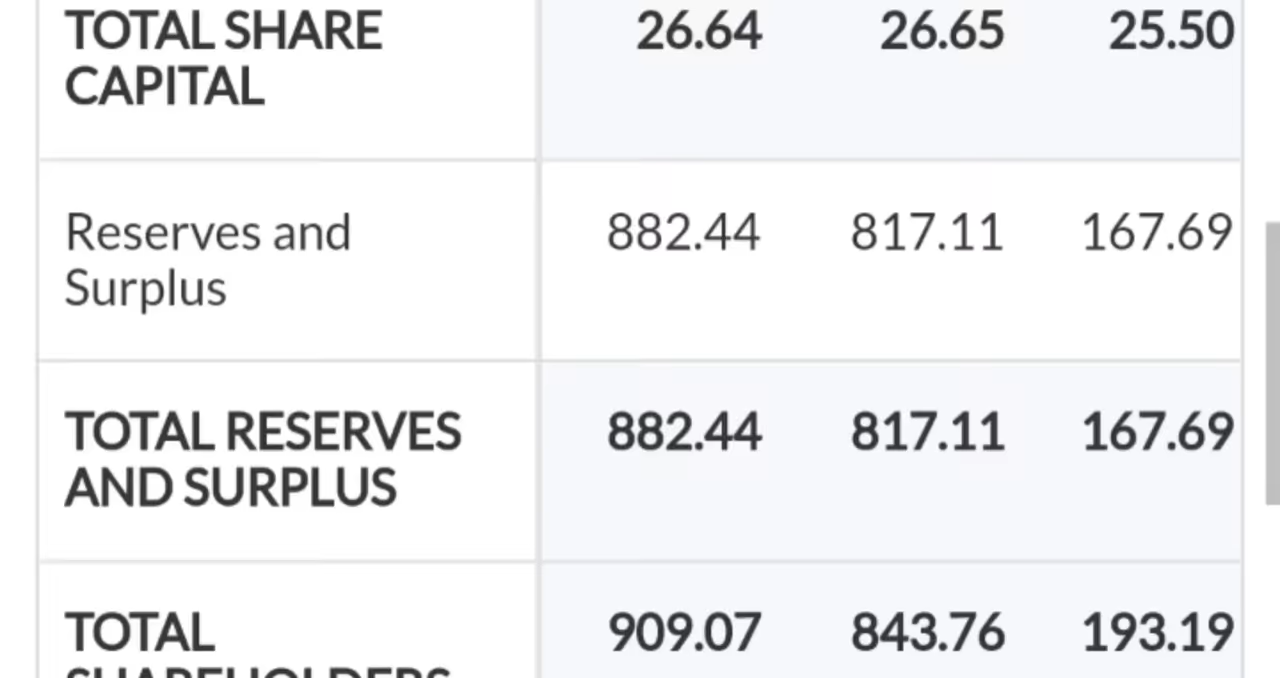 TOTAL SHARE 26.64 26.65 25.50
CAPITAL
Reserves and 882.44 817.11 167.69
Surplus
TOTAL RESERVES 882.44 817.11 167.69
AND SURPLUS
TOTAL 909.07 843.76 193.19
SHAREHOLDERS